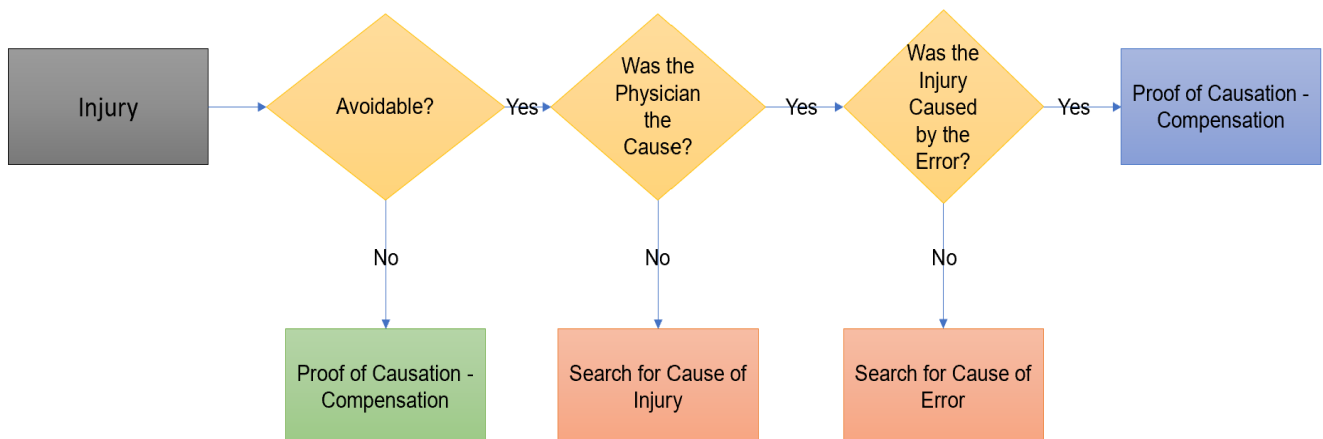 Injury
Avoidable?
Yes
Was the
Physician
the
Cause?
Yes
Was the
Injury
Caused
by the
Error?
Yes
Proof of Causation -
Compensation
No
No
No
Proof of Causation -
Compensation
Search for Cause of
Injury
Search for Cause of
Error